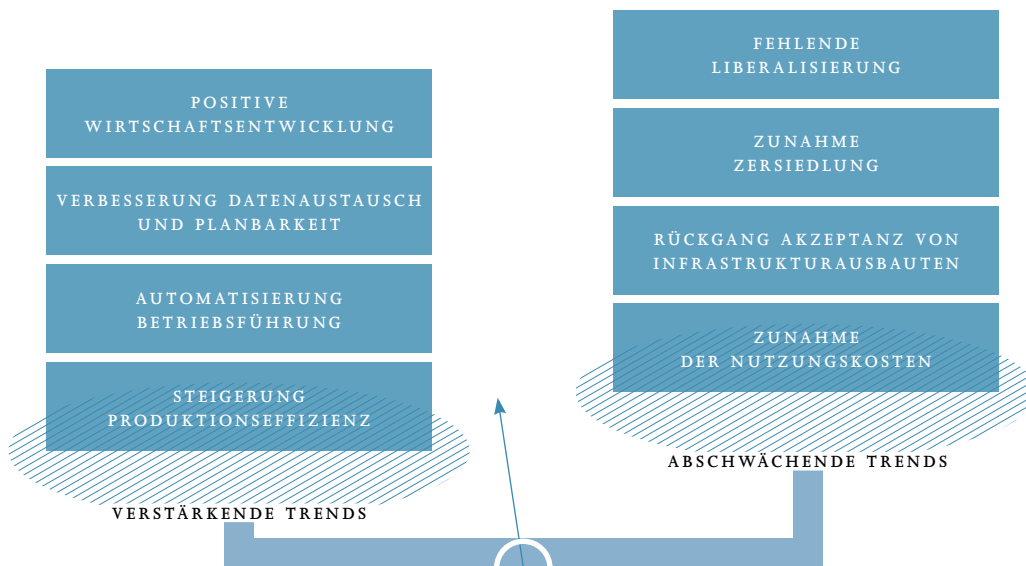 POSITIVE
WIRTSCHAFTSENTWICKLUNG
VERBESSERUNG DATENAUSTAUSCH
UND PLANBARKEIT
AUTOMATISIERUNG
BETRIEBSFÜHRUNG
STEIGERUNG
PRODUKTIONSEFFIZIENZ
VERSTÄRKENDE TRENDS
FEHLENDE
LIBERALISIERUNG
ZUNAHME
ZERSIEDLUNG
RÜCKGANG AKZEPTANZ VON
INFRASTRUKTURAUSBAUTEN
ZUNAHME
DER NUTZUNGSKOSTEN
ABSCHWÄCHENDE TRENDS